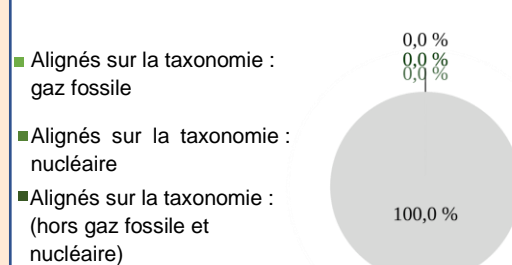 Alignés sur la taxonomie :
gaz fossile
Alignés sur la taxonomie :
nucléaire
Alignés sur la taxonomie :
(hors gaz fossile et
nucléaire)
0,0 %
0,0 %
0,0 %
100,0 %